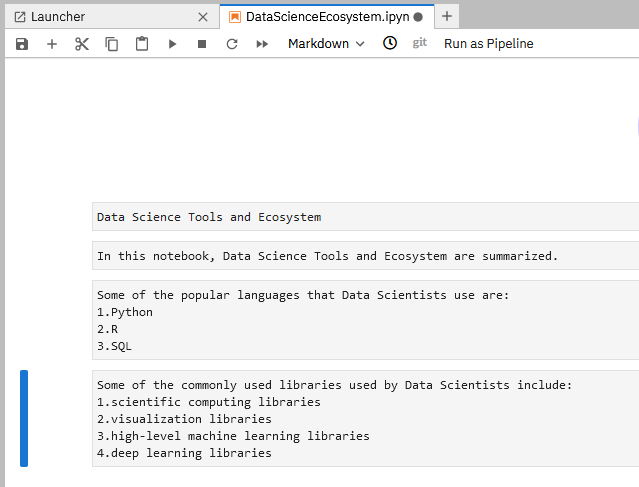 Launcher
DataScienceEcosystem.ipyn
Markdown
git
Run as Pipeline
Data Science Tools and Ecosystem
In this notebook, Data Science Tools and Ecosystem are summarized.
Some of the popular languages that Data Scientists use are:
1.Python
2.R
3.SQL
Some of the commonly used libraries used by Data Scientists include:
1.scientific computing libraries
2.visualization libraries
3.high-level machine learning libraries
4.deep learning libraries